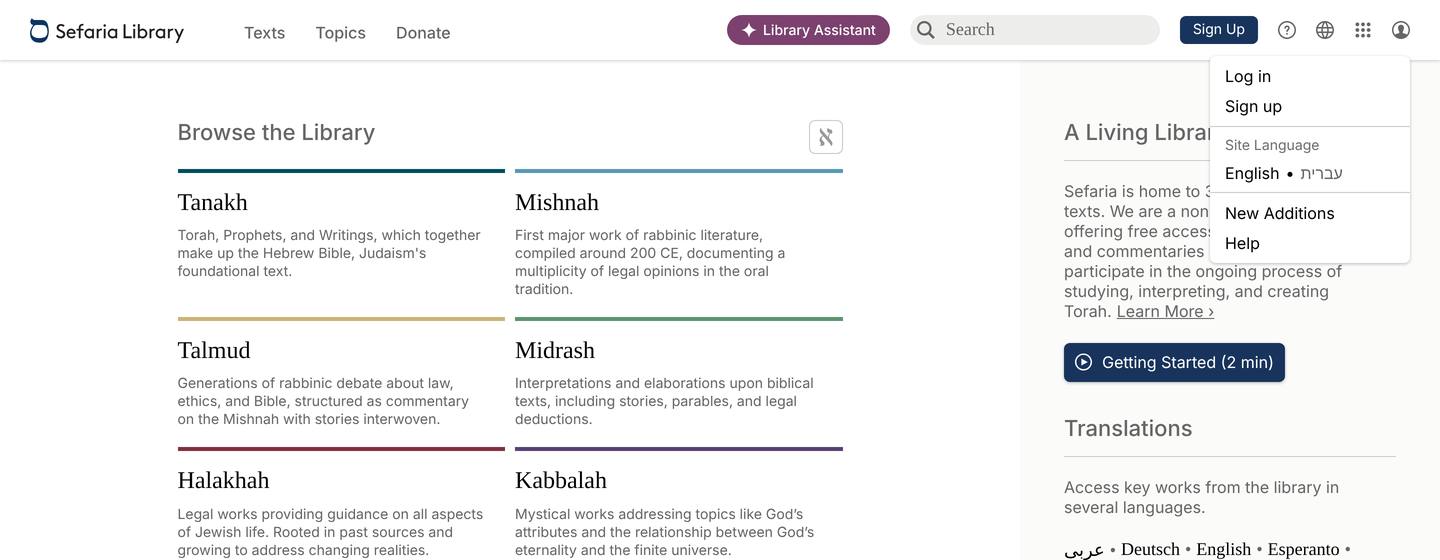 Sefaria Library
Texts
Topics
Donate
Library Assistant
Search
Sign Up
Log in
Sign up
Site Language
English • עברית
New Additions
Help
Browse the Library
א
Tanakh
Torah, Prophets, and Writings, which together
make up the Hebrew Bible, Judaism's
foundational text.
Mishnah
First major work of rabbinic literature,
compiled around 200 CE, documenting a
multiplicity of legal opinions in the oral
tradition.
Talmud
Generations of rabbinic debate about law,
ethics, and Bible, structured as commentary
on the Mishnah with stories interwoven.
Midrash
Interpretations and elaborations upon biblical
texts, including stories, parables, and legal
deductions.
Halakhah
Legal works providing guidance on all aspects
of Jewish life. Rooted in past sources and
growing to address changing realities.
Kabbalah
Mystical works addressing topics like God’s
attributes and the relationship between God’s
eternality and the finite universe.
A Living
Sefaria is home to
texts. We are a
offering free
and commentaries
participate in the ongoing process of
studying, interpreting, and creating
Torah. Learn More ›
Getting Started (2 min)
Translations
Access key works from the library in
several languages.
عربى • Deutsch • English • Esperanto •